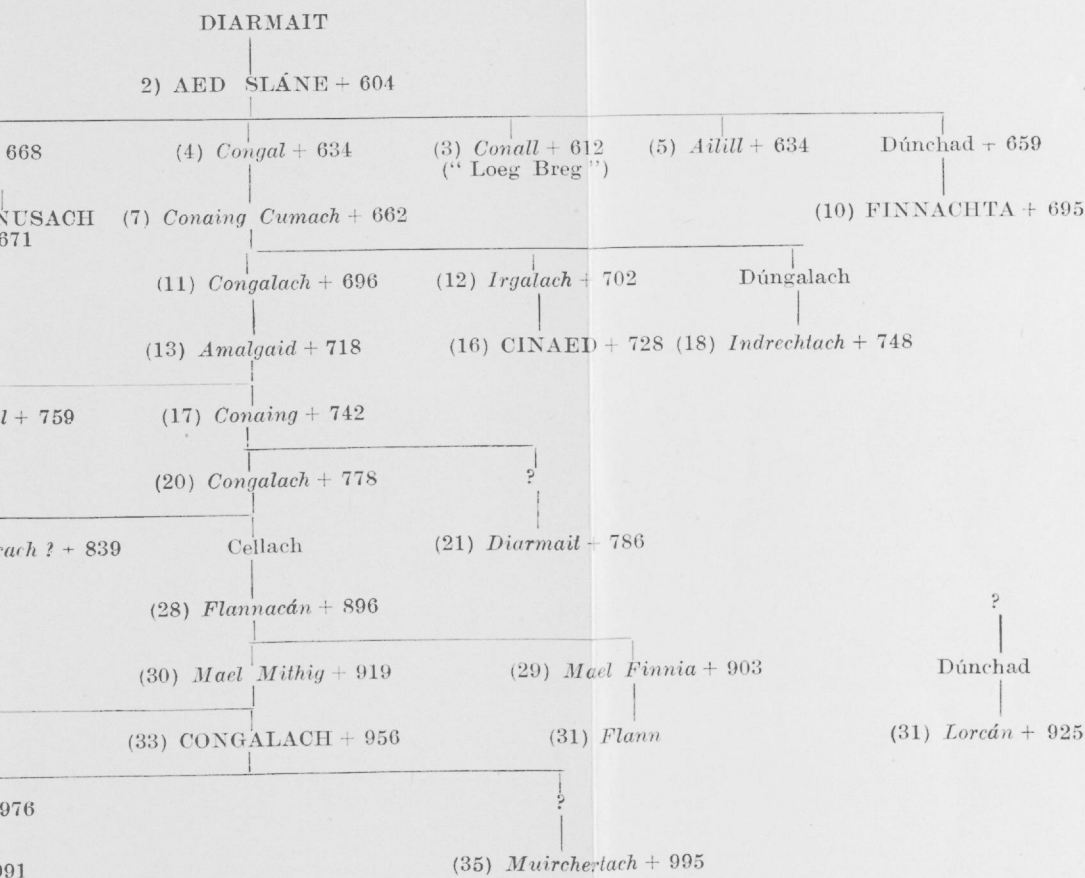 DIARMAIT
2) AED SLÁNE + 604
668 (4) Congal + 634 (3) Conall + 612 (5) Ailill + 634 Dúnchad + 659
(“ Loeg Breg ”)
NUSACH (7) Conaing Cumach + 662 (10) FINNACHTA + 695
671
(11) Congalach + 696 (12) Irgalach + 702 Dúngalach
(13) Amalgaid + 718 (16) CINAED + 728 (18) Indrechtach + 748
l + 759 (17) Conaing + 742
(20) Congalach + 778 ?
rach ? + 839 Cellach (21) Diarmait + 786
(28) Flannacán + 896 ?
(30) Mael Mithig + 919 (29) Mael Finnia + 903 Dúnchad
(33) CONGALACH + 956 (31) Flann (31) Lorcán + 925
976 ?
991 (35) Muirchertach + 995